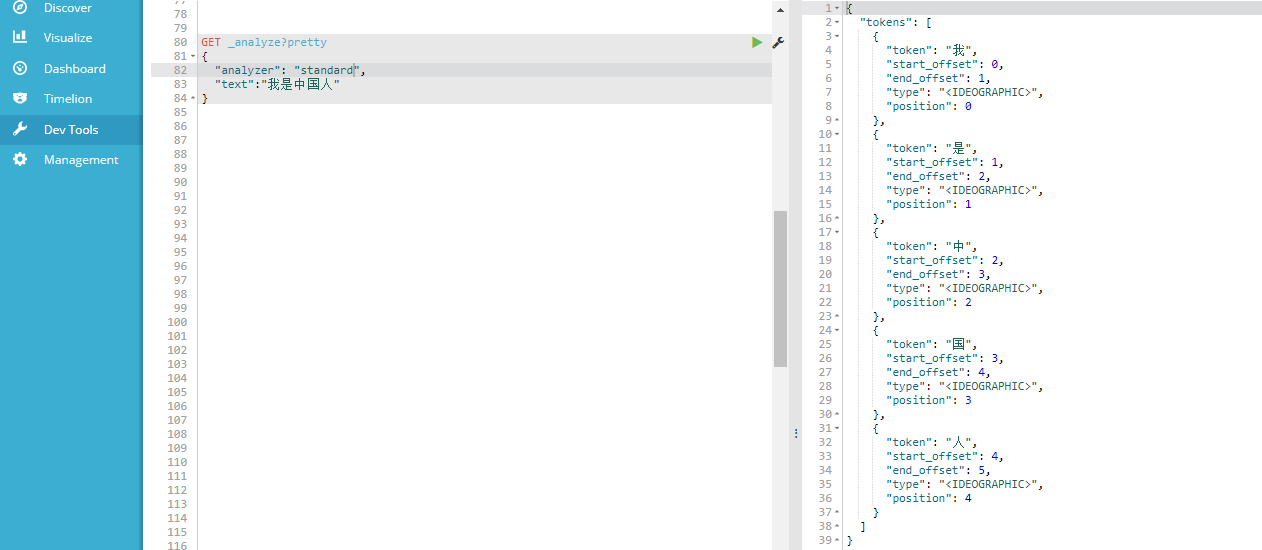 Discover
Visualize
Dashboard
Timelion
Dev Tools
Management
77
78
79
80 GET _analyze?pretty
81 {
82 "analyzer": "standard",
83 "text":"我是中国人"
84 }
85
86
87
88
89
90
91
92
93
94
95
96
97
98
99
100
101
102
103
104
105
106
107
108
109
110
111
112
113
114
115
116
1 {
2 "tokens": [
3 {
4 "token": "我",
5 "start_offset": 0,
6 "end_offset": 1,
7 "type": "<IDEOGRAPHIC>",
8 "position": 0
9 },
10 {
11 "token": "是",
12 "start_offset": 1,
13 "end_offset": 2,
14 "type": "<IDEOGRAPHIC>",
15 "position": 1
16 },
17 {
18 "token": "中",
19 "start_offset": 2,
20 "end_offset": 3,
21 "type": "<IDEOGRAPHIC>",
22 "position": 2
23 },
24 {
25 "token": "国",
26 "start_offset": 3,
27 "end_offset": 4,
28 "type": "<IDEOGRAPHIC>",
29 "position": 3
30 },
31 {
32 "token": "人",
33 "start_offset": 4,
34 "end_offset": 5,
35 "type": "<IDEOGRAPHIC>",
36 "position": 4
37 }
38 ]
39 }